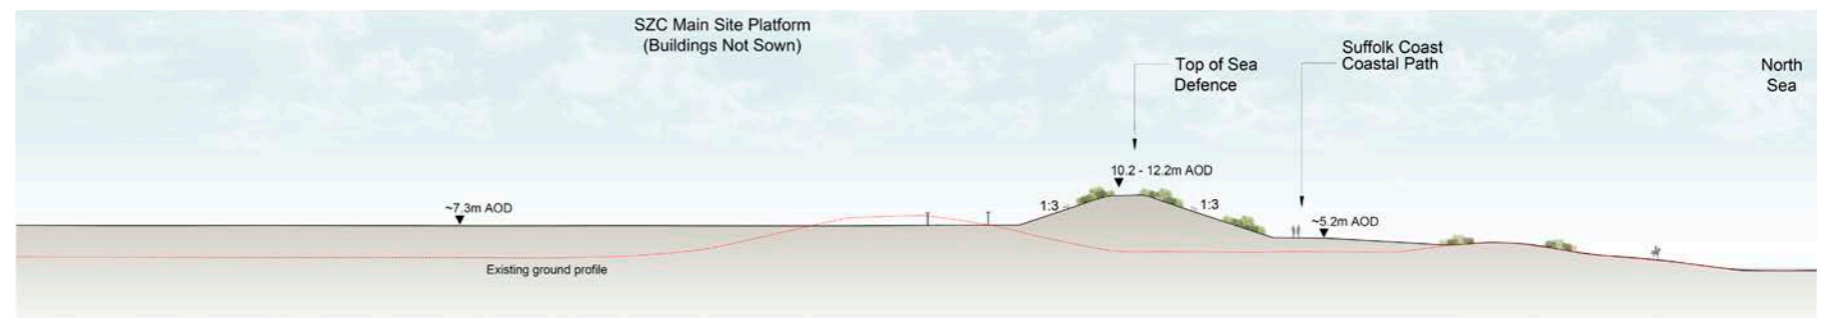 SZC Main Site Platform
(Buildings Not Sown)
Top of Sea
Defence
Suffolk Coast
Coastal Path
North
Sea
10.2 - 12.2m AOD
1:3
1:3
~7.3m AOD
~5.2m AOD
Existing ground profile